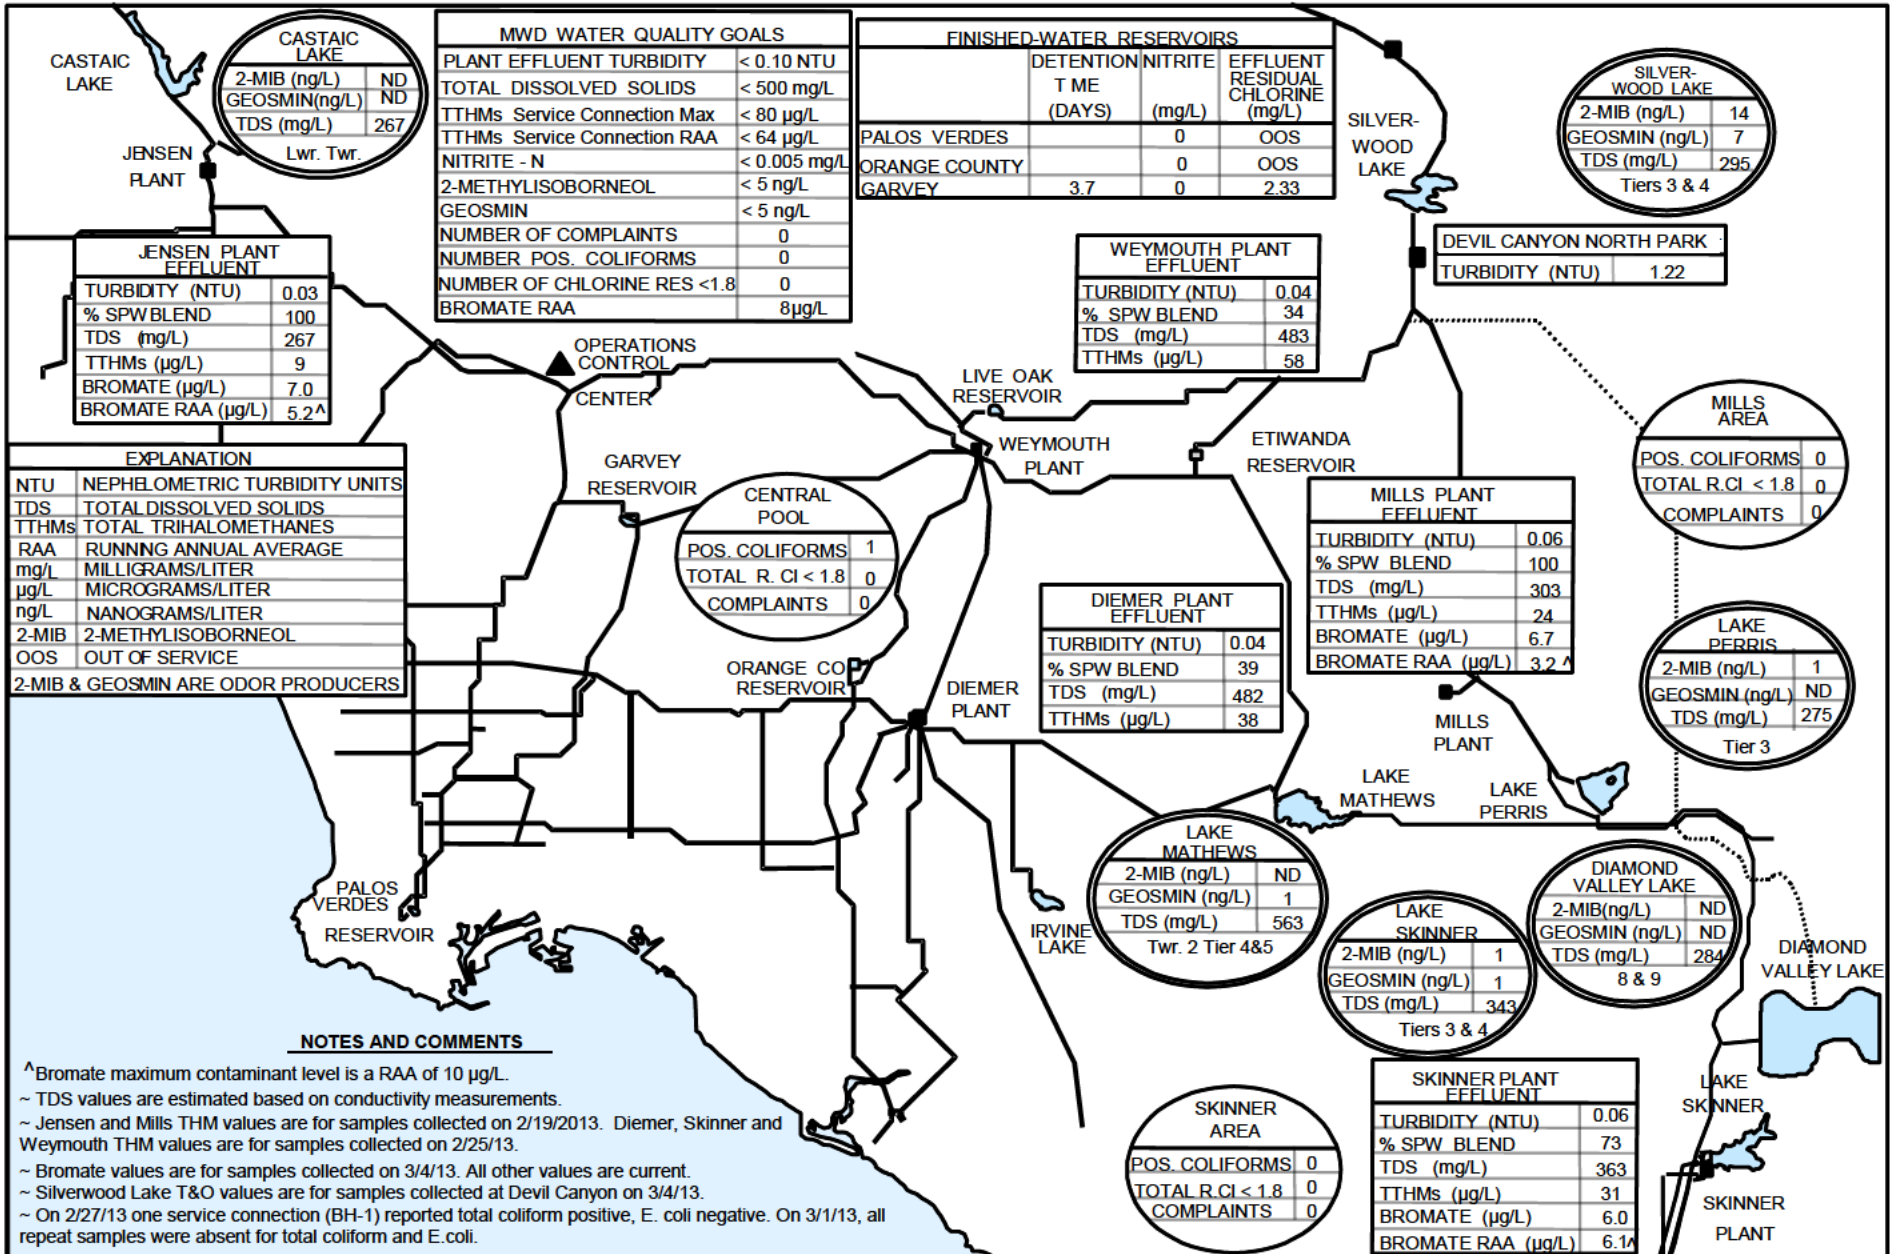 CASTAIC
LAKE
CASTAIC
LAKE
2-MIB (ng/L) ND
GEOSMIN(ng/L) ND
TDS (mg/L) 267
Lwr. Twr.
JENSEN
PLANT
MWD WATER QUALITY GOALS
PLANT EFFLUENT TURBIDITY < 0.10 NTU
TOTAL DISSOLVED SOLIDS < 500 mg/L
TTHMs Service Connection Max < 80 µg/L
TTHMs Service Connection RAA < 64 µg/L
NITRITE - N < 0.005 mg/L
2-METHYLISOBORNEOL < 5 ng/L
GEOSMIN < 5 ng/L
NUMBER OF COMPLAINTS 0
NUMBER POS. COLIFORMS 0
NUMBER OF CHLORINE RES <1.8 0
BROMATE RAA 8µg/L
FINISHED-WATER RESERVOIRS
DETENTION NITRITE EFFLUENT
RESIDUAL
T ME CHLORINE
(DAYS) (mg/L) (mg/L)
PALOS VERDES 0 OOS
ORANGE COUNTY 0 OOS
GARVEY 3.7 0 2.33
SILVER-
WOOD
LAKE
SILVER-
WOOD LAKE
2-MIB (ng/L) 14
GEOSMIN (ng/L) 7
TDS (mg/L) 295
Tiers 3 & 4
DEVIL CANYON NORTH PARK
TURBIDITY (NTU) 1.22
JENSEN PLANT
EFFLUENT
TURBIDITY (NTU) 0.03
% SPW BLEND 100
TDS (mg/L) 267
TTHMs (µg/L) 9
BROMATE (µg/L) 7.0
BROMATE RAA (µg/L) 5.2^
WEYMOUTH PLANT
EFFLUENT
TURBIDITY (NTU) 0.04
% SPW BLEND 34
TDS (mg/L) 483
TTHMs (µg/L) 58
OPERATIONS
CONTROL
CENTER
LIVE OAK
RESERVOIR
WEYMOUTH
PLANT
ETIWANDA
RESERVOIR
MILLS
AREA
POS. COLIFORMS 0
TOTAL R.Cl < 1.8 0
COMPLAINTS 0
EXPLANATION
NTU NEPHELOMETRIC TURBIDITY UNITS
TDS TOTAL DISSOLVED SOLIDS
TTHMs TOTAL TRIHALOMETHANES
RAA RUNNING ANNUAL AVERAGE
mg/L MILLIGRAMS/LITER
µg/L MICROGRAMS/LITER
ng/L NANOGRAMS/LITER
2-MIB 2-METHYLISOBORNEOL
OOS OUT OF SERVICE
2-MIB & GEOSMIN ARE ODOR PRODUCERS
GARVEY
RESERVOIR
CENTRAL
POOL
POS. COLIFORMS 1
TOTAL R. Cl < 1.8 0
COMPLAINTS 0
MILLS PLANT
EFFLUENT
TURBIDITY (NTU) 0.06
% SPW BLEND 100
TDS (mg/L) 303
TTHMs (µg/L) 24
BROMATE (µg/L) 6.7
BROMATE RAA (µg/L) 3.2 ^
DIEMER PLANT
EFFLUENT
TURBIDITY (NTU) 0.04
% SPW BLEND 39
TDS (mg/L) 482
TTHMs (µg/L) 38
LAKE
PERRIS
2-MIB (ng/L) 1
GEOSMIN (ng/L) ND
TDS (mg/L) 275
Tier 3
ORANGE CO
RESERVOIR
DIEMER
PLANT
MILLS
PLANT
LAKE
MATHEWS
LAKE
PERRIS
LAKE
MATHEWS
2-MIB (ng/L) ND
GEOSMIN (ng/L) 1
TDS (mg/L) 563
Twr. 2 Tier 4&5
DIAMOND
VALLEY LAKE
2-MIB(ng/L) ND
GEOSMIN (ng/L) ND
TDS (mg/L) 284
8 & 9
LAKE
SKINNER
2-MIB (ng/L) 1
GEOSMIN (ng/L) 1
TDS (mg/L) 343
Tiers 3 & 4
PALOS
VERDES
RESERVOIR
IRVINE
LAKE
DIAMOND
VALLEY LAKE
NOTES AND COMMENTS
^Bromate maximum contaminant level is a RAA of 10 µg/L.
~ TDS values are estimated based on conductivity measurements.
~ Jensen and Mills THM values are for samples collected on 2/19/2013. Diemer, Skinner and
Weymouth THM values are for samples collected on 2/25/13.
~ Bromate values are for samples collected on 3/4/13. All other values are current.
~ Silverwood Lake T&O values are for samples collected at Devil Canyon on 3/4/13.
~ On 2/27/13 one service connection (BH-1) reported total coliform positive, E. coli negative. On 3/1/13, all
repeat samples were absent for total coliform and E.coli.
SKINNER
AREA
POS. COLIFORMS 0
TOTAL R.Cl < 1.8 0
COMPLAINTS 0
SKINNER PLANT
EFFLUENT
TURBIDITY (NTU) 0.06
% SPW BLEND 73
TDS (mg/L) 363
TTHMs (µg/L) 31
BROMATE (µg/L) 6.0
BROMATE RAA (µg/L) 6.1^
LAKE
SKINNER
SKINNER
PLANT